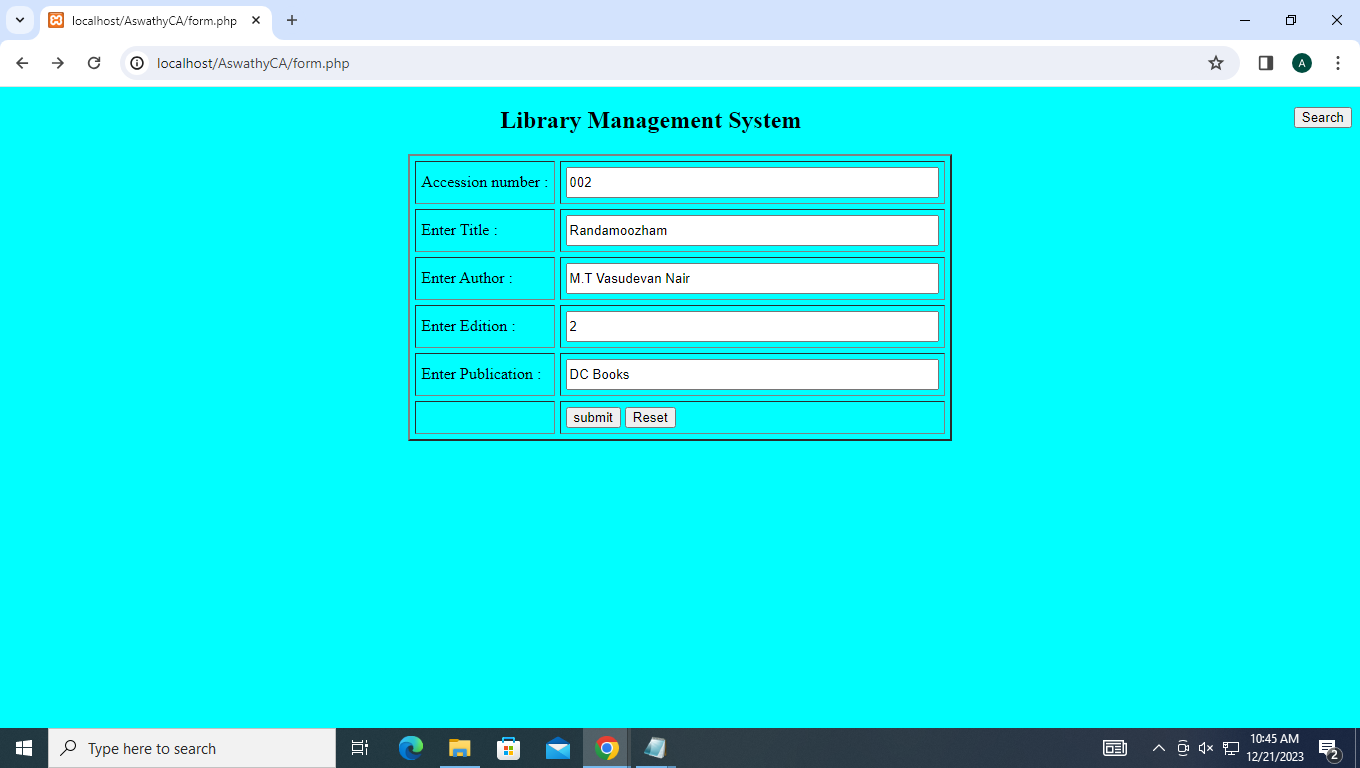 localhost/AswathyCA/form.php
localhost/AswathyCA/form.php
A
Library Management System
Search
Accession number : 002
Enter Title : Randamoozham
Enter Author : M.T Vasudevan Nair
Enter Edition : 2
Enter Publication : DC Books
submit Reset
Type here to search
10:45 AM
12/21/2023
2